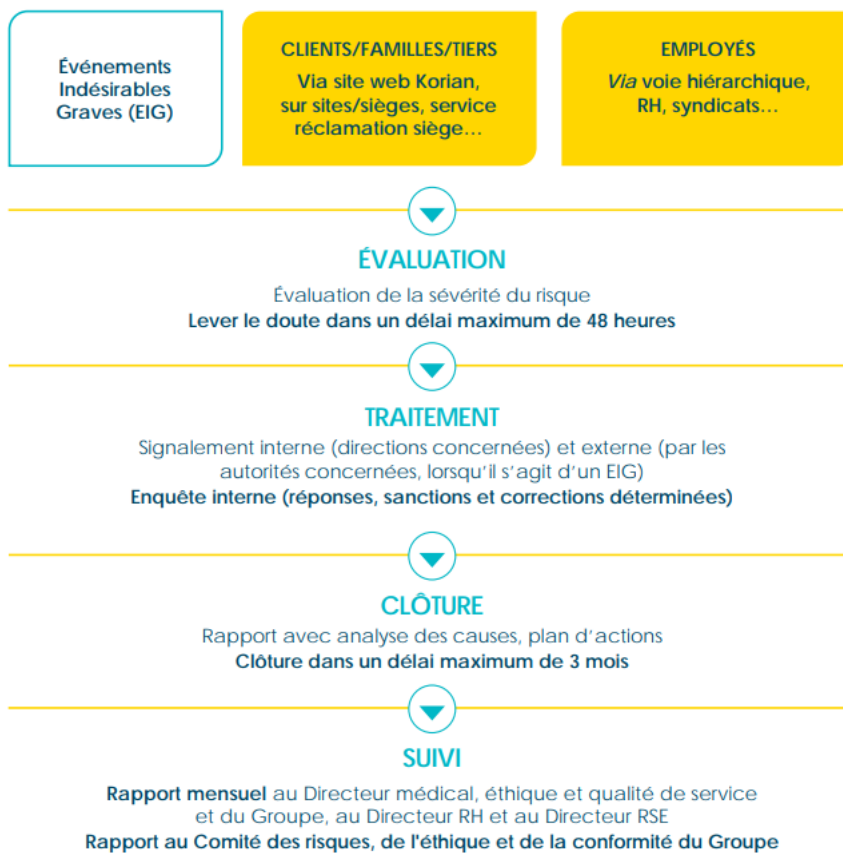 Événements
Indésirables
Graves (EIG)
CLIENTS/FAMILLES/TIERS
Via site web Korian,
sur sites/sièges, service
réclamation siège…
EMPLOYÉS
Via voie hiérarchique,
RH, syndicats…
ÉVALUATION
Évaluation de la sévérité du risque
Lever le doute dans un délai maximum de 48 heures
TRAITEMENT
Signalement interne (directions concernées) et externe (par les
autorités concernées, lorsqu'il s'agit d'un EIG)
Enquête interne (réponses, sanctions et corrections déterminées)
CLÔTURE
Rapport avec analyse des causes, plan d'actions
Clôture dans un délai maximum de 3 mois
SUIVI
Rapport mensuel au Directeur médical, éthique et qualité de service
et du Groupe, au Directeur RH et au Directeur RSE
Rapport au Comité des risques, de l'éthique et de la conformité du Groupe